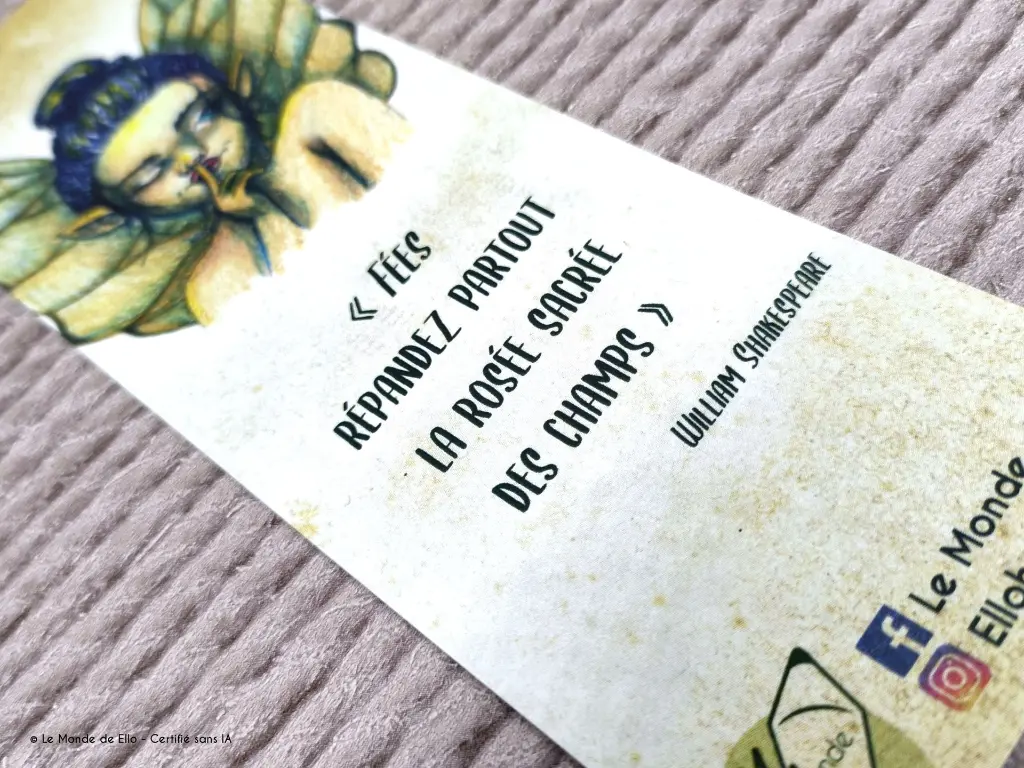 « FÉES
RÉPANDEZ PARTOUT
LA ROSÉE SACRÉE
DES CHAMPS »
WILLIAM SHAKESPEARE
Le Monde
© Le Monde de Ello - Certifié sans IA